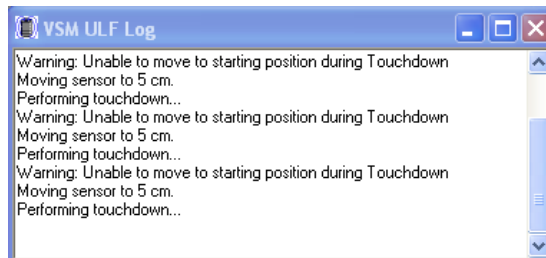 VSM ULF Log
Warning: Unable to move to starting position during Touchdown
Moving sensor to 5 cm.
Performing touchdown...
Warning: Unable to move to starting position during Touchdown
Moving sensor to 5 cm.
Performing touchdown...
Warning: Unable to move to starting position during Touchdown
Moving sensor to 5 cm.
Performing touchdown...